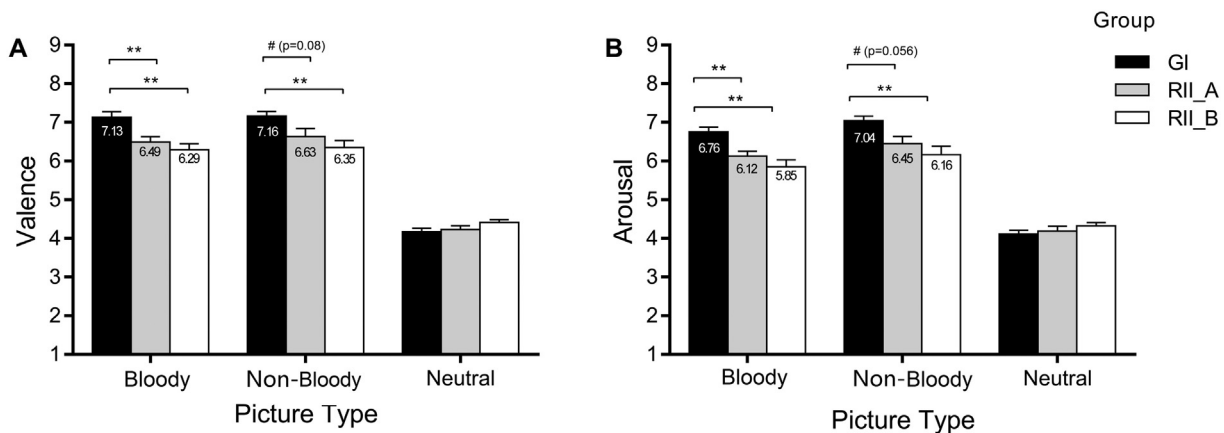 A
Valence
9
8
7
6
5
4
3
2
1
**
**
# (p=0.08)
**
7.13
6.49
6.29
7.16
6.63
6.35
Bloody
Non-Bloody
Neutral
Picture Type
B
Arousal
9
8
7
6
5
4
3
2
1
**
**
# (p=0.056)
**
6.76
6.12
5.85
7.04
6.45
6.16
Bloody
Non-Bloody
Neutral
Picture Type
Group
GI
RII_A
RII_B